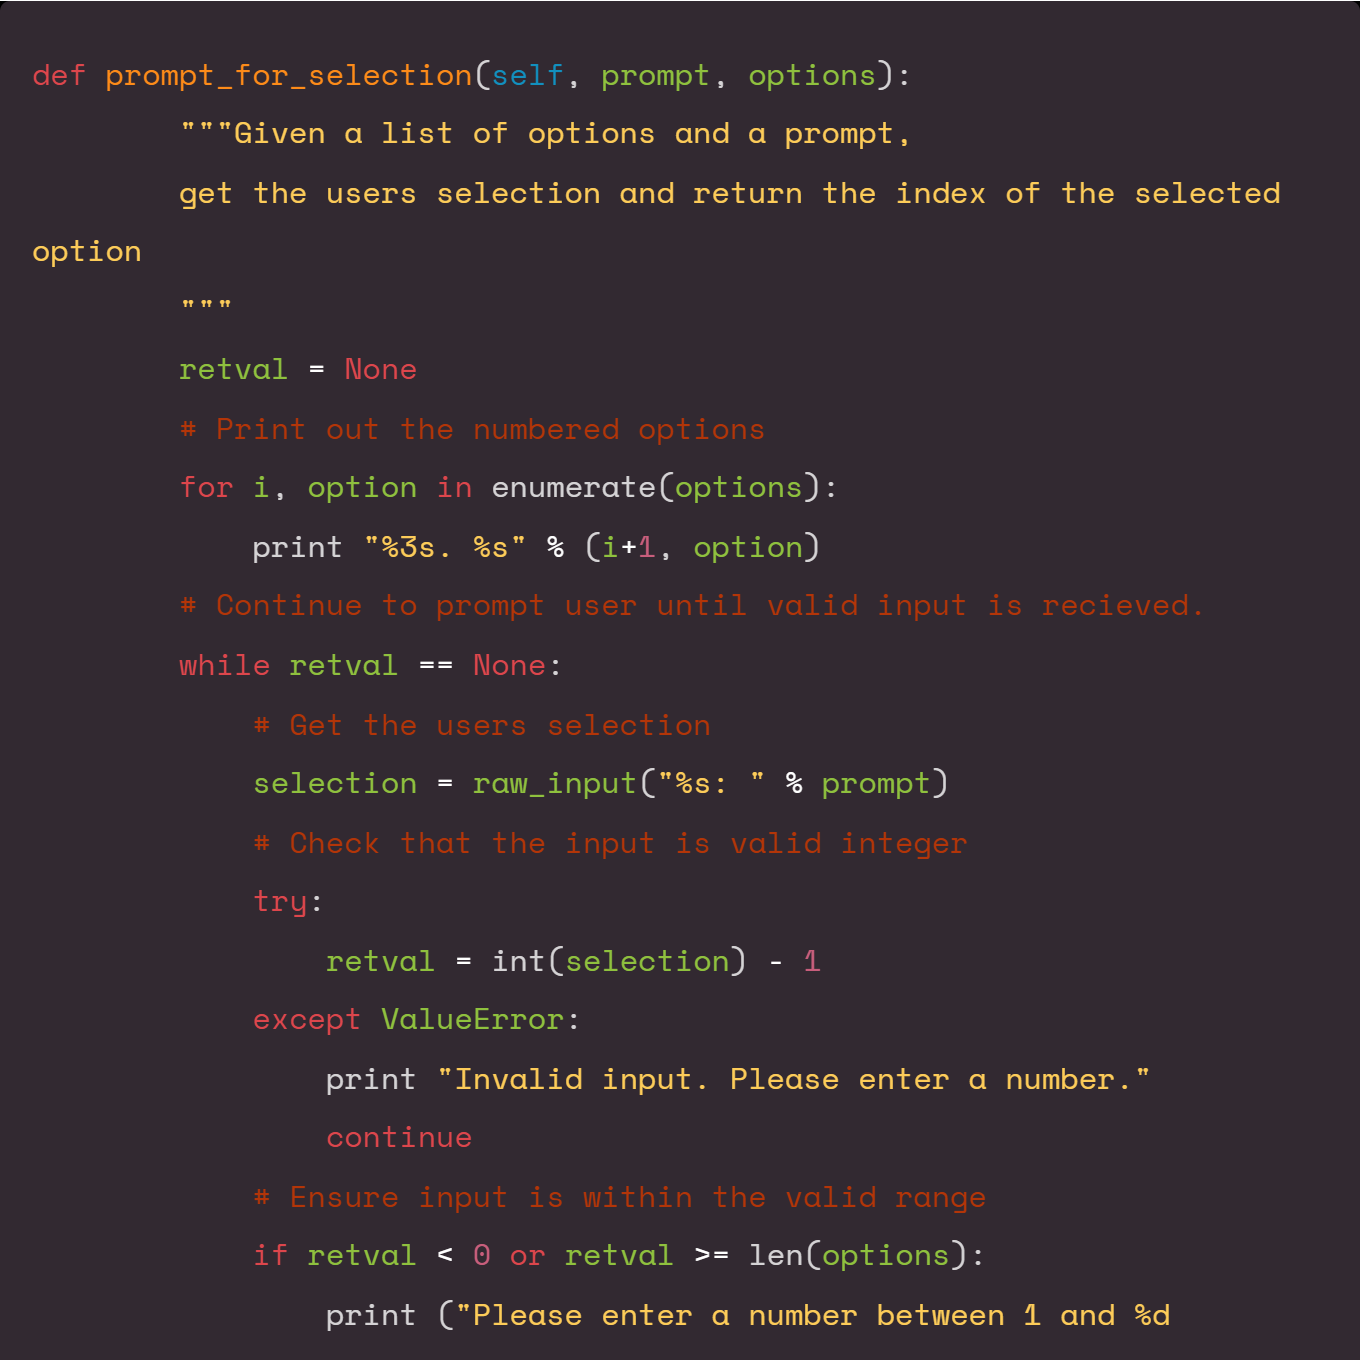 def prompt_for_selection(self, prompt, options):
        """Given a list of options and a prompt,
        get the users selection and return the index of the selected
option
        """
        retval = None
        # Print out the numbered options
        for i, option in enumerate(options):
            print "%3s. %s" % (i+1, option)
        # Continue to prompt user until valid input is recieved.
        while retval == None:
            # Get the users selection
            selection = raw_input("%s: " % prompt)
            # Check that the input is valid integer
            try:
                retval = int(selection) - 1
            except ValueError:
                print "Invalid input. Please enter a number."
                continue
            # Ensure input is within the valid range
            if retval < 0 or retval >= len(options):
                print ("Please enter a number between 1 and %d